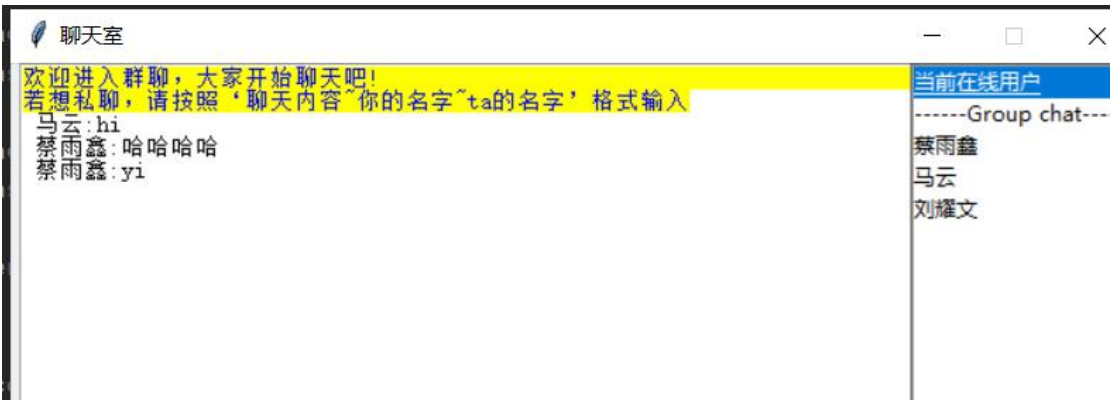 聊天室
欢迎进入群聊，大家开始聊天吧！
若想私聊，请按照‘聊天内容~你的名字~ta的名字’格式输入
马云:hi
蔡雨鑫:哈哈哈哈
蔡雨鑫:yi
当前在线用户
------Group chat----
蔡雨鑫
马云
刘耀文